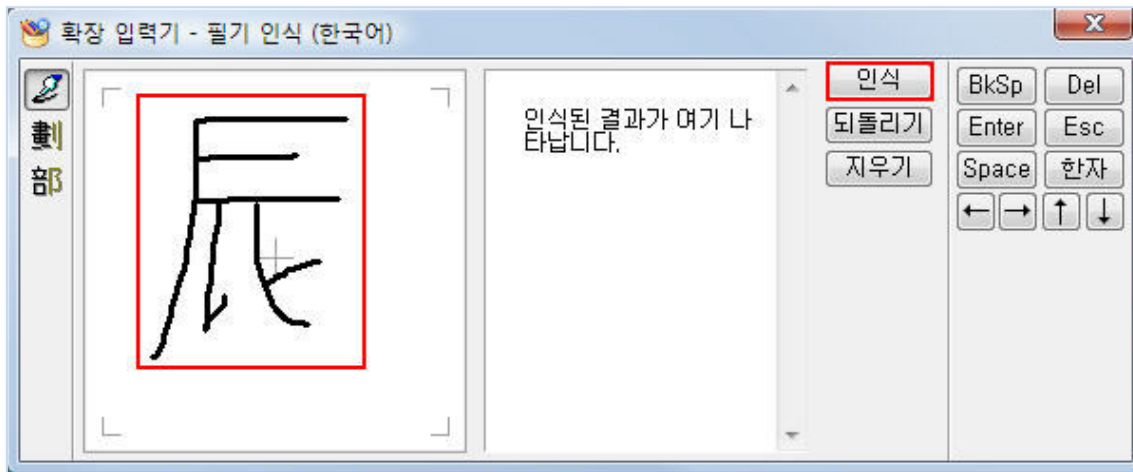 확장 입력기 - 필기 인식 (한국어)
劃
部
辰
인식된 결과가 여기 나
타납니다.
인식
되돌리기
지우기
BkSp Del
Enter Esc
Space 한자
← → ↑ ↓